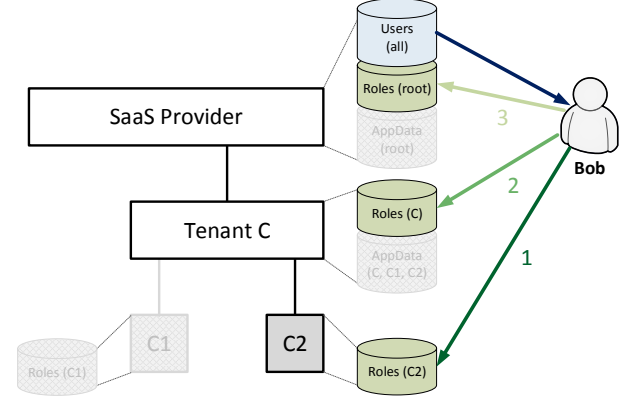 Users
(all)
Roles (root)
AppData
(root)
SaaS Provider
3
Bob
2
Roles (C)
AppData
(C, C1, C2)
Tenant C
1
C1
C2
Roles (C1)
Roles (C2)